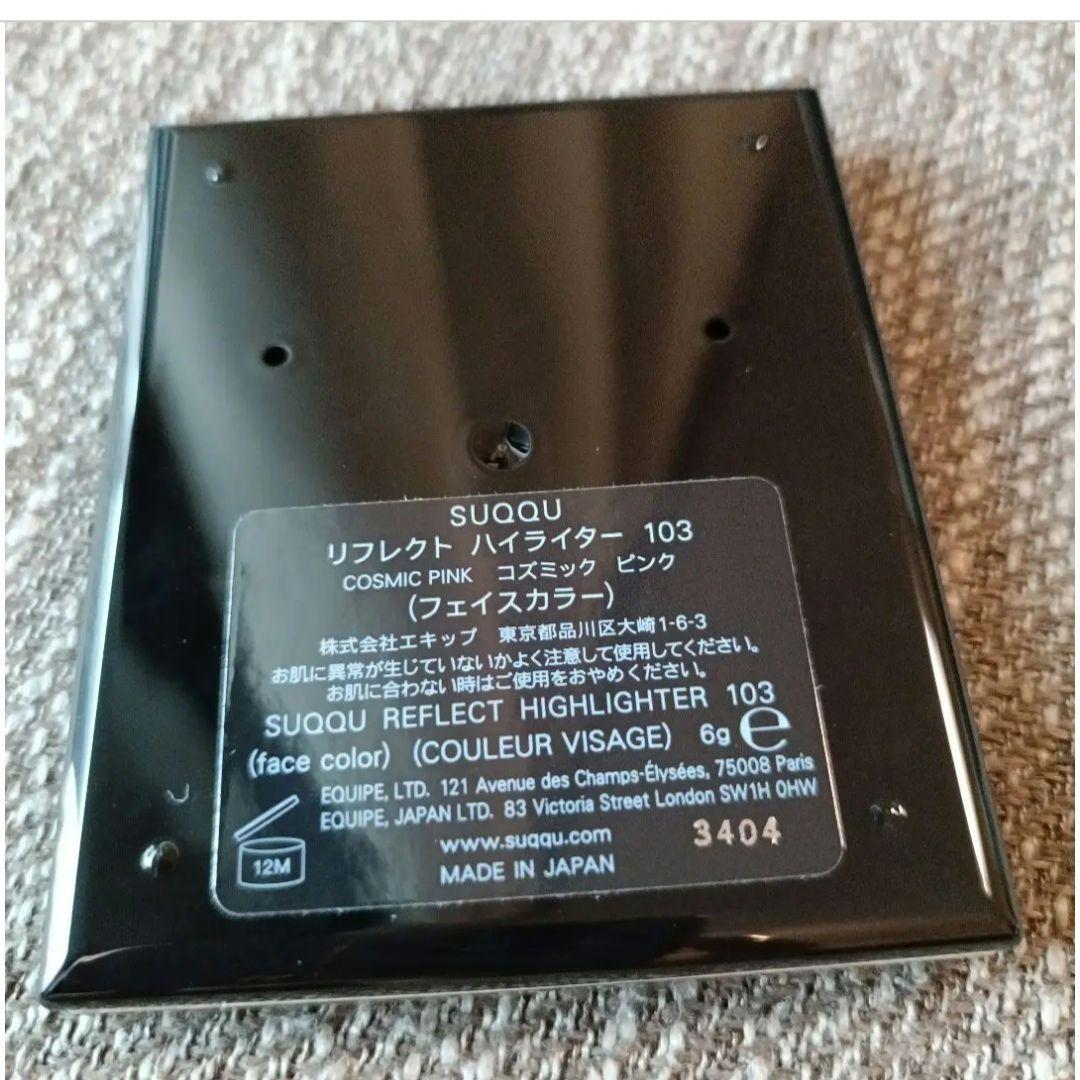 SUQQU
リフレクト ハイライター 103
COSMIC PINK コズミック ピンク
(フェイスカラー)
株式会社エキップ 東京都品川区大崎1-6-3
お肌に異常が生じていないかよく注意して使用してください。
お肌に合わない時はご使用をおやめください。
SUQQU REFLECT HIGHLIGHTER 103
(face color) (COULEUR VISAGE) 6g ℮
EQUIPE, LTD. 121 Avenue des Champs-Élysées, 75008 Paris
EQUIPE, JAPAN LTD. 83 Victoria Street London SW1H 0HW
www.suqqu.com 3404
12M MADE IN JAPAN